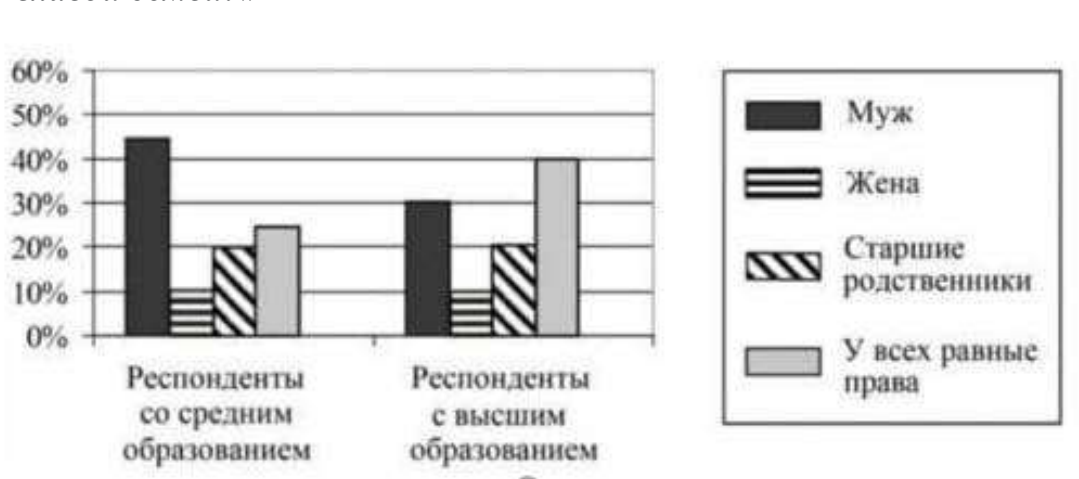 60%
50%
40%
30%
20%
10%
0%
Респонденты
со средним
образованием
Респонденты
с высшим
образованием
Муж
Жена
Старшие
родственники
У всех равные
права